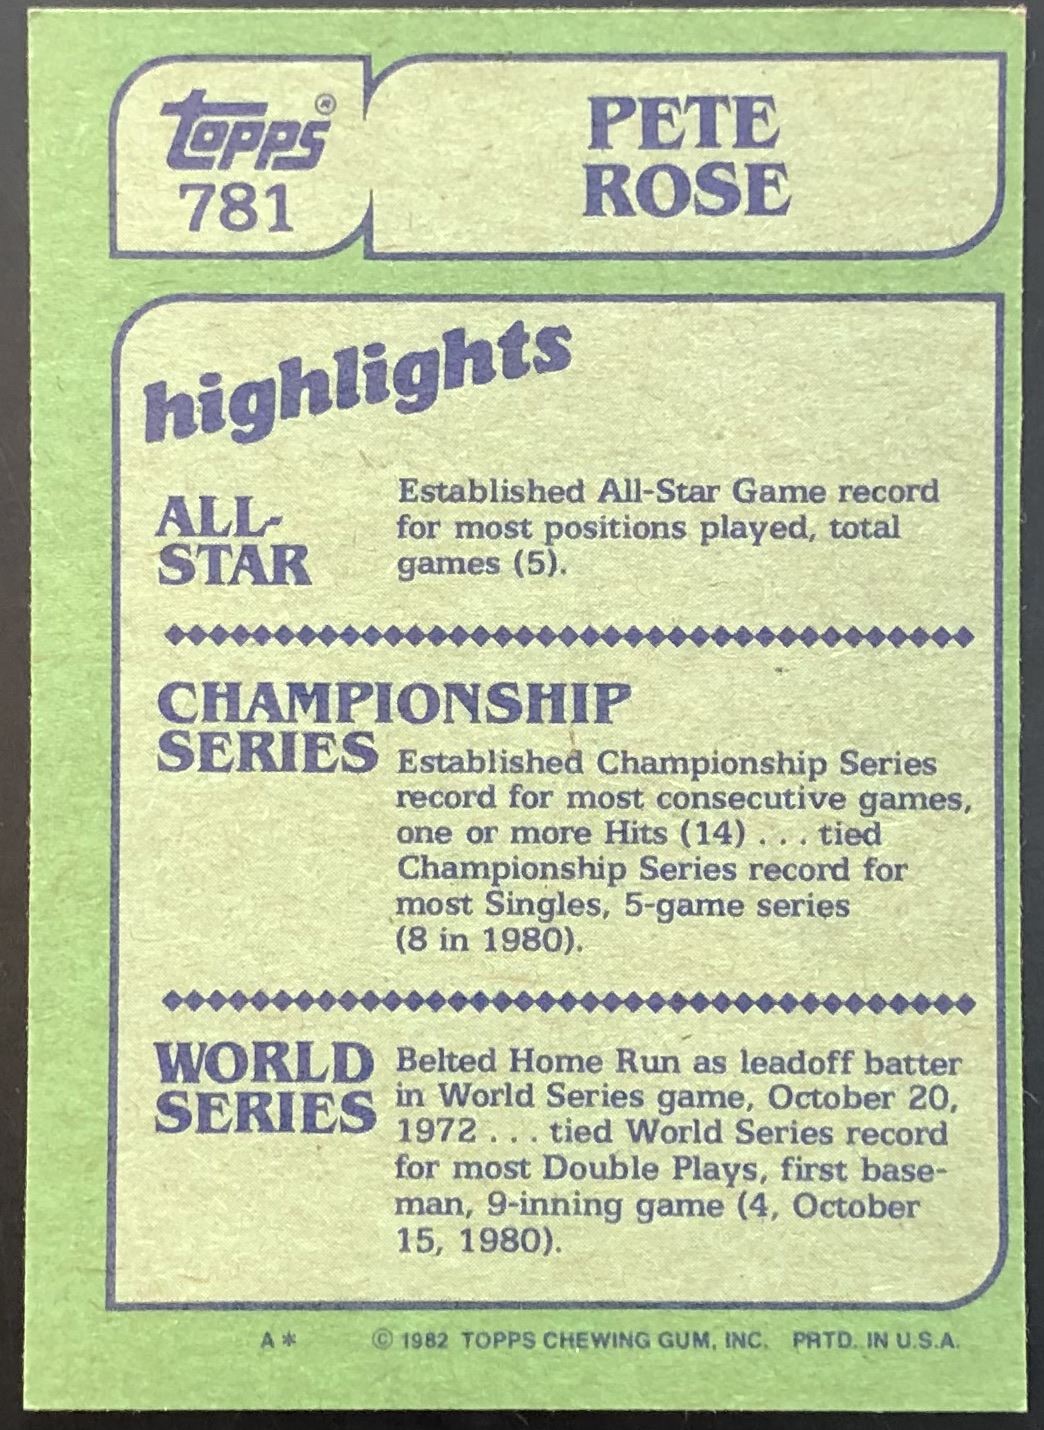 topps®
781
PETE
ROSE
highlights
ALL-
STAR
Established All-Star Game record
for most positions played, total
games (5).
CHAMPIONSHIP
SERIES
Established Championship Series
record for most consecutive games,
one or more Hits (14) . . . tied
Championship Series record for
most Singles, 5-game series
(8 in 1980).
WORLD
SERIES
Belted Home Run as leadoff batter
in World Series game, October 20,
1972 . . . tied World Series record
for most Double Plays, first base-
man, 9-inning game (4, October
15, 1980).
A* © 1982 TOPPS CHEWING GUM, INC. PRTD. IN U.S.A.